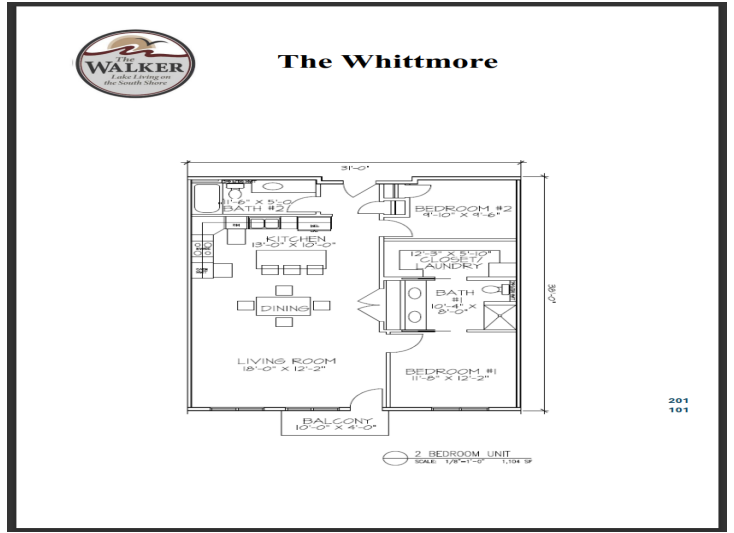 The
WALKER
Lake Living on
the South Shore
The Whittmore
31'-0"
11'-6" X 5'-0
BATH #2
BEDROOM #2
9'-10" X 9'-6"
KITCHEN
13'-0" X 10'-0"
12'-3" X 5'-10"
CLOSET/
LAUNDRY
BATH
#1
10'-4" X
8'-0"
38'-0"
DINING
LIVING ROOM
18'-0" X 12'-2"
BEDROOM #1
11'-8" X 12'-2"
201
101
BALCONY
10'-0" X 4'-0"
2 BEDROOM UNIT
SCALE: 1/8"=1'-0" 1,104 SF